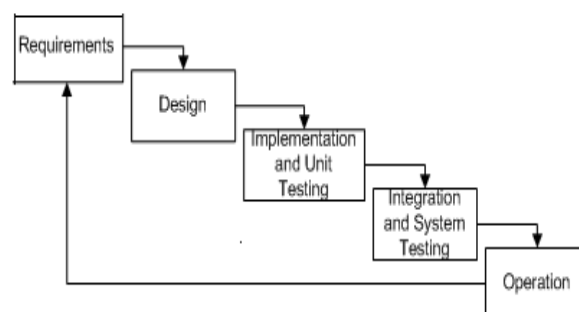 Requirements
Design
Implementation
and Unit
Testing
Integration
and System
Testing
Operation